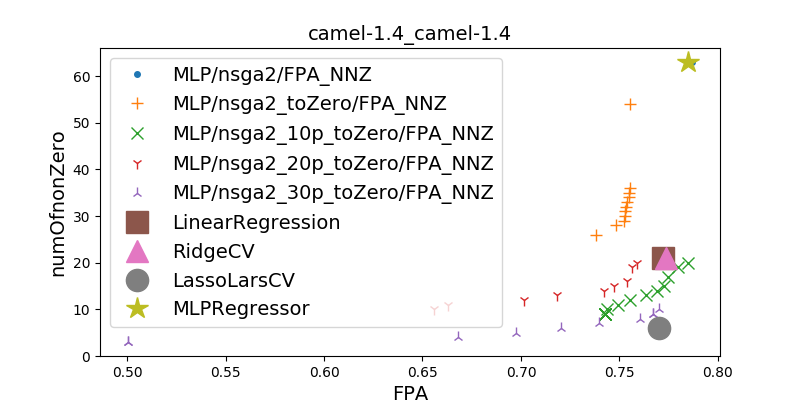 camel-1.4_camel-1.4
numOfnonZero
60
50
40
30
20
10
0
MLP/nsga2/FPA_NNZ
MLP/nsga2_toZero/FPA_NNZ
MLP/nsga2_10p_toZero/FPA_NNZ
MLP/nsga2_20p_toZero/FPA_NNZ
MLP/nsga2_30p_toZero/FPA_NNZ
LinearRegression
RidgeCV
LassoLarsCV
MLPRegressor
0.50 0.55 0.60 0.65 0.70 0.75 0.80
FPA